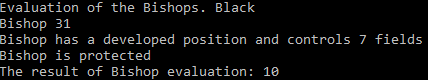 Evaluation of the Bishops. Black
Bishop 31
Bishop has a developed position and controls 7 fields
Bishop is protected
The result of Bishop evaluation: 10